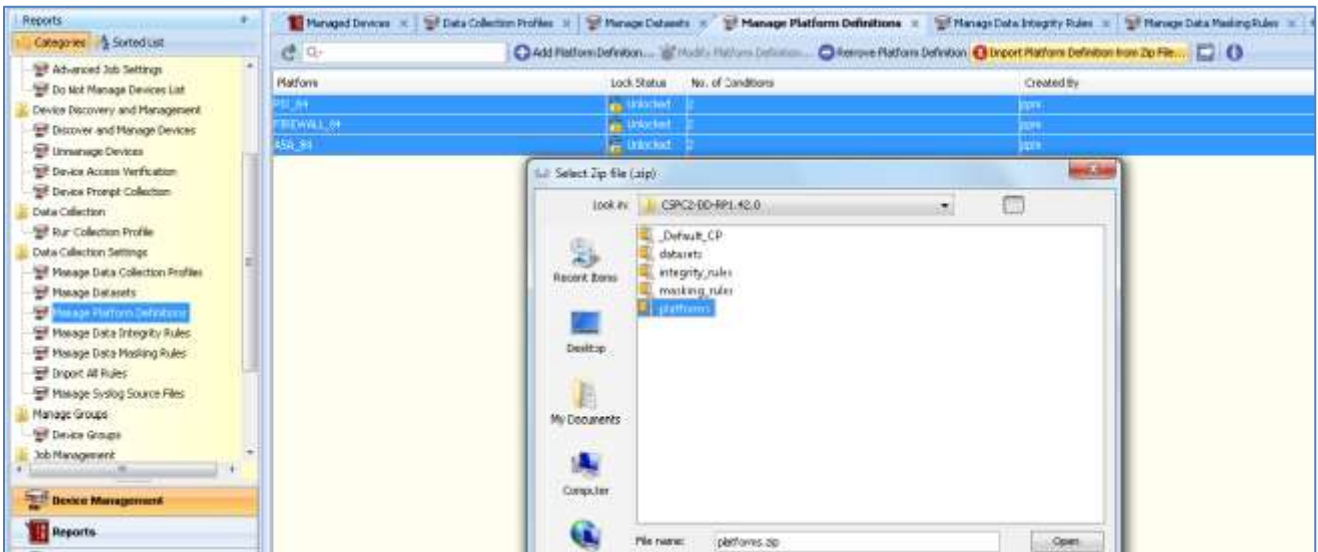 Reports
Categories
Sorted List
Advanced Job Settings
Do Not Manage Devices List
Device Discovery and Management
Discover and Manage Devices
Unmanage Devices
Device Access Verification
Device Prompt Collection
Data Collection
Run Collection Profile
Data Collection Settings
Manage Data Collection Profiles
Manage Datasets
Manage Platform Definitions
Manage Data Integrity Rules
Manage Data Masking Rules
Import All Rules
Manage Syslog Source Files
Manage Groups
Device Groups
Job Management
Device Management
Reports
Managed Devices × Data Collection Profiles × Manage Datasets × Manage Platform Definitions × Manage Data Integrity Rules × Manage Data Masking Rules ×
Add Platform Definition... Modify Platform Definition... Remove Platform Definition Import Platform Definition from Zip File...
Platform Lock Status No. of Conditions Created By
Unlocked 2
FIREWALL_84 Unlocked 2
ASA_84 Unlocked 2
Select Zip file (.zip)
Look in: CSPC2-DD-RP1.42.0
_Default_CP
datasets
integrity_rules
masking_rules
platforms
Recent Items
Desktop
My Documents
Computer
File name: platforms.zip Open